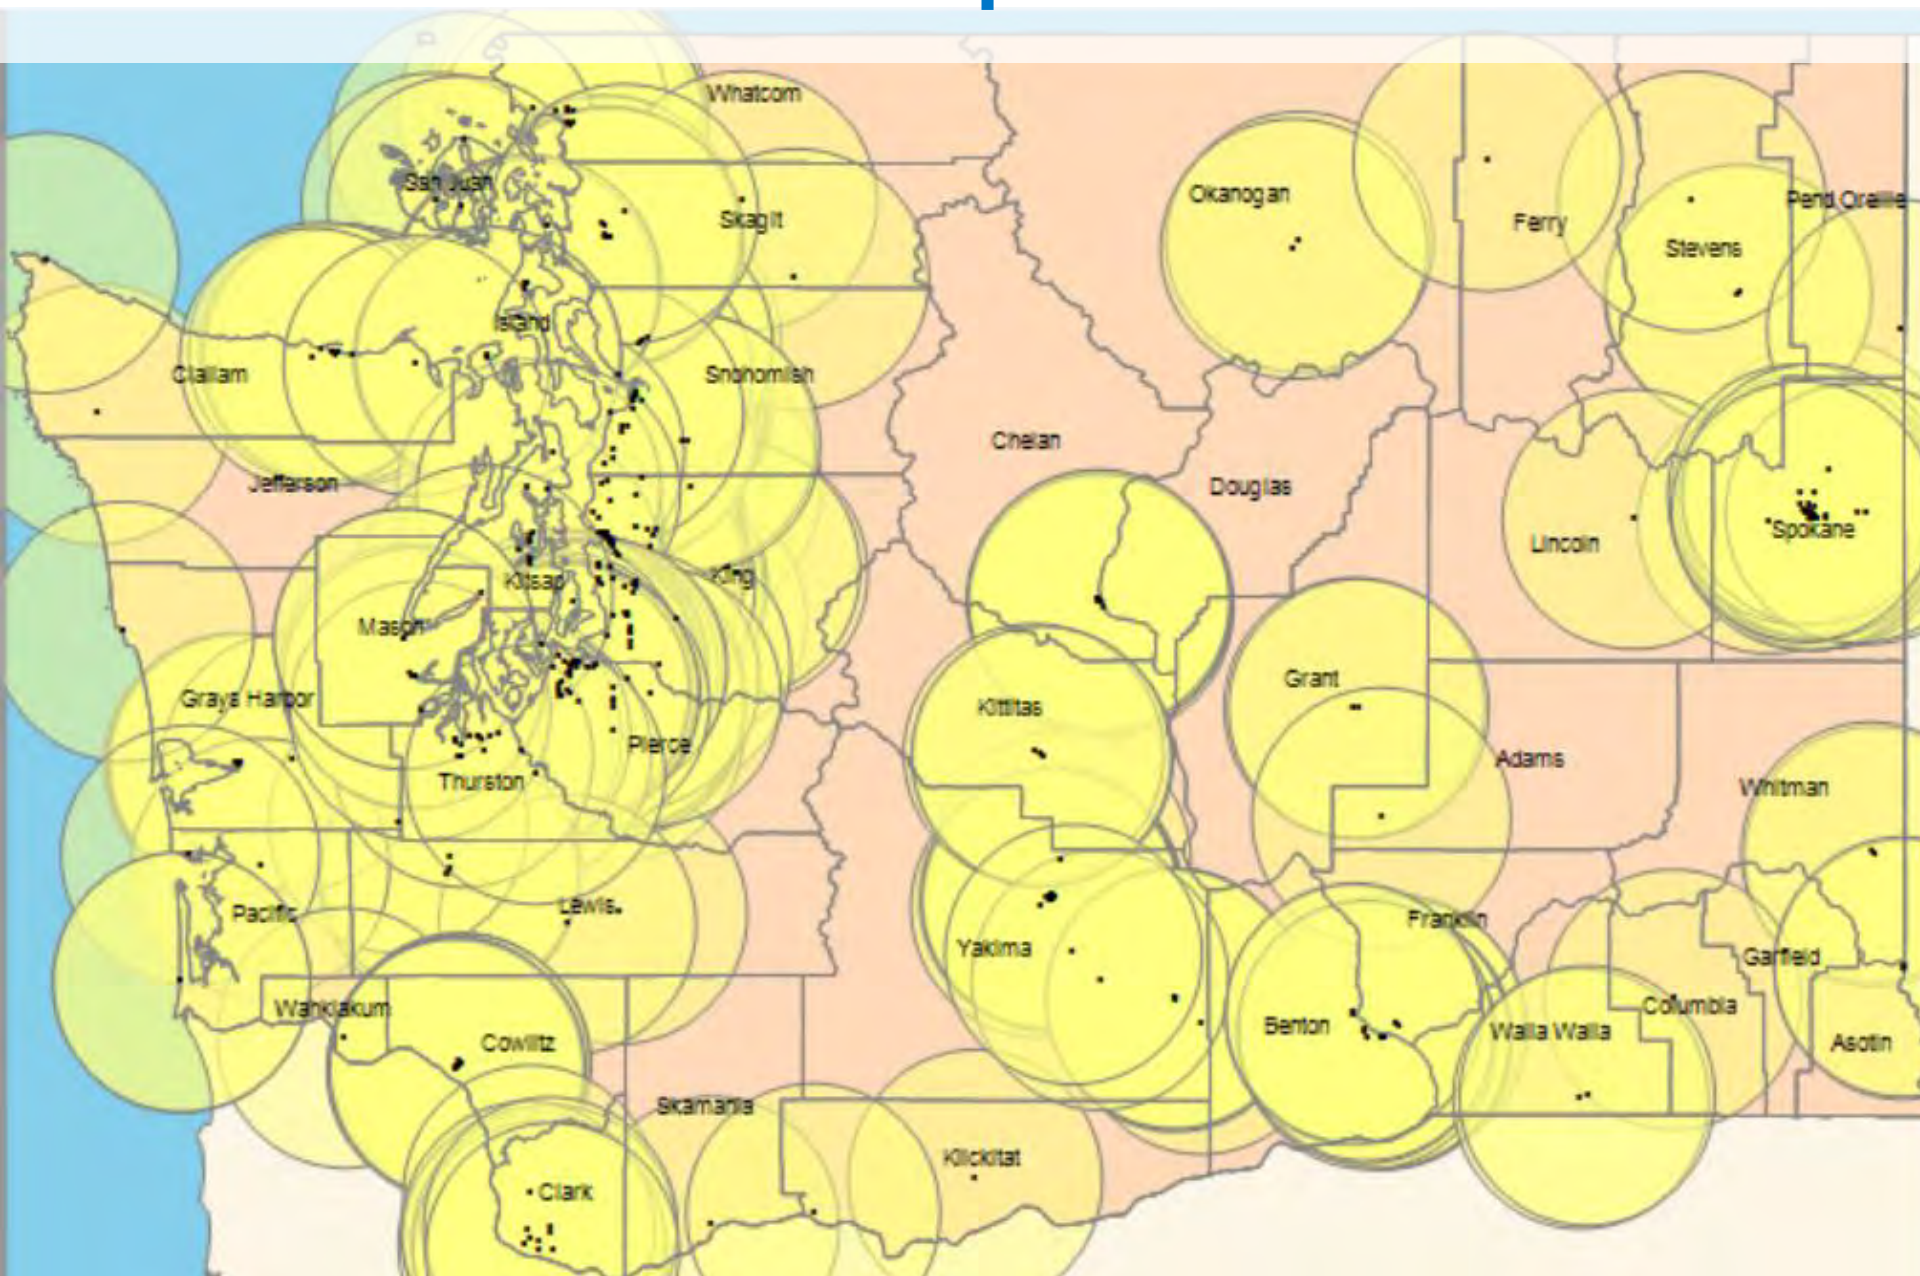 Whatcom
San Juan
Skagit
Okanogan
Ferry
Pend Oreille
Stevens
Island
Clallam
Snohomish
Chelan
Jefferson
Douglas
Spokane
Lincoln
Kitsap
King
Mason
Grant
Grays Harbor
Kittitas
Pierce
Adams
Thurston
Whitman
Lewis
Pacific
Franklin
Yakima
Garfield
Wahkiakum
Columbia
Benton
Walla Walla
Cowlitz
Asotin
Skamania
Klickitat
Clark